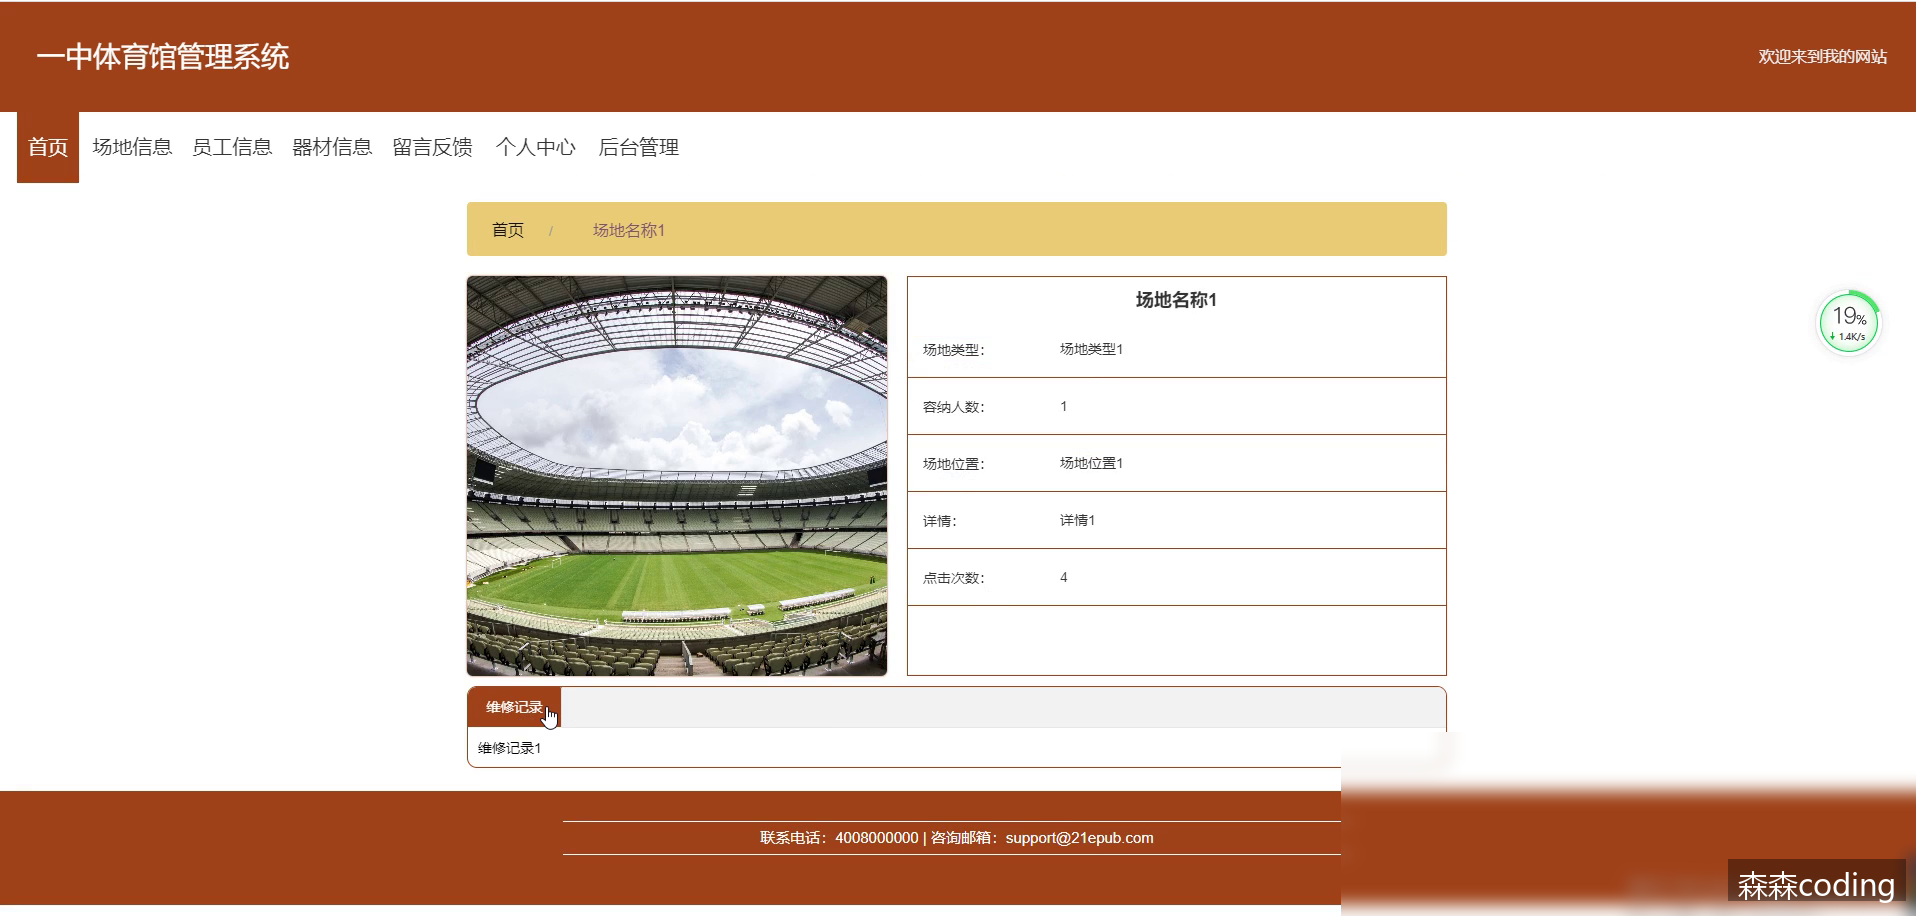 一中体育馆管理系统
欢迎来到我的网站
首页 场地信息 员工信息 器材信息 留言反馈 个人中心 后台管理
首页 / 场地名称1
场地名称1
场地类型: 场地类型1
容纳人数: 1
场地位置: 场地位置1
详情: 详情1
点击次数: 4
19%
↓ 1.4K/s
维修记录
维修记录1
联系电话：4008000000 | 咨询邮箱：support@21epub.com
森森coding